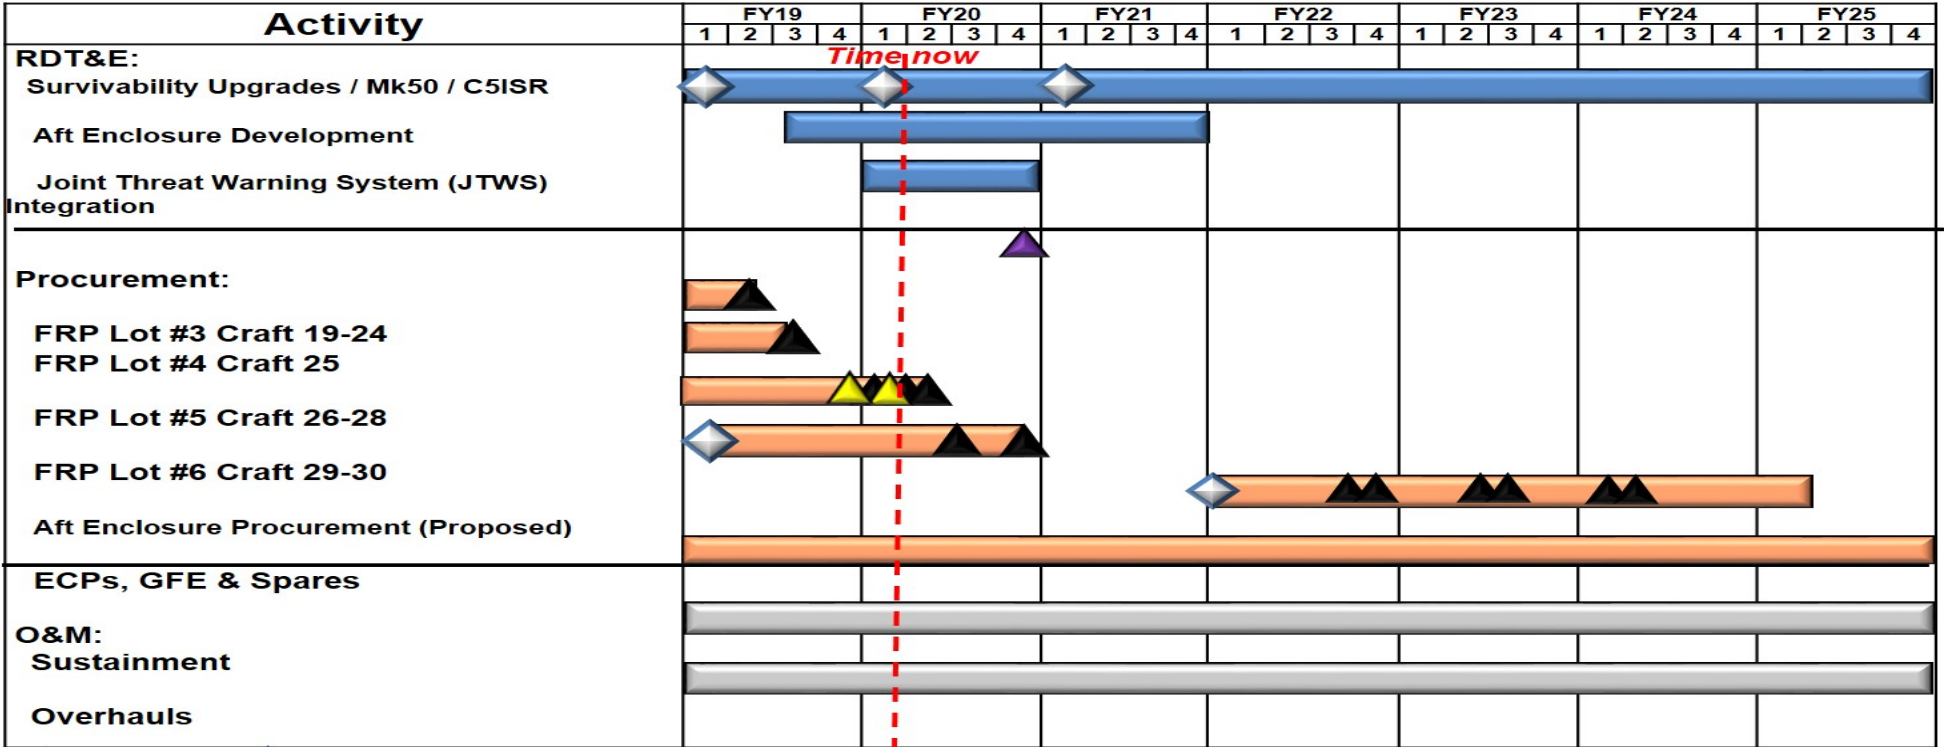 Activity
FY19 FY20 FY21 FY22 FY23 FY24 FY25
1 2 3 4 1 2 3 4 1 2 3 4 1 2 3 4 1 2 3 4 1 2 3 4 1 2 3 4
RDT&E:
Time now
Survivability Upgrades / Mk50 / C5ISR
Aft Enclosure Development
Joint Threat Warning System (JTWS)
Integration
Procurement:
FRP Lot #3 Craft 19-24
FRP Lot #4 Craft 25
FRP Lot #5 Craft 26-28
FRP Lot #6 Craft 29-30
Aft Enclosure Procurement (Proposed)
ECPs, GFE & Spares
O&M:
Sustainment
Overhauls